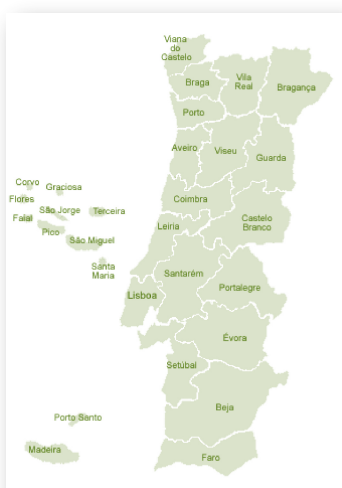 Viana
do
Castelo
Braga
Vila
Real
Bragança
Porto
Aveiro
Viseu
Guarda
Coimbra
Corvo
Graciosa
Flores
São Jorge
Terceira
Faial
Pico
São Miguel
Santa
Maria
Leiria
Castelo
Branco
Santarém
Portalegre
Lisboa
Évora
Setúbal
Beja
Porto Santo
Madeira
Faro